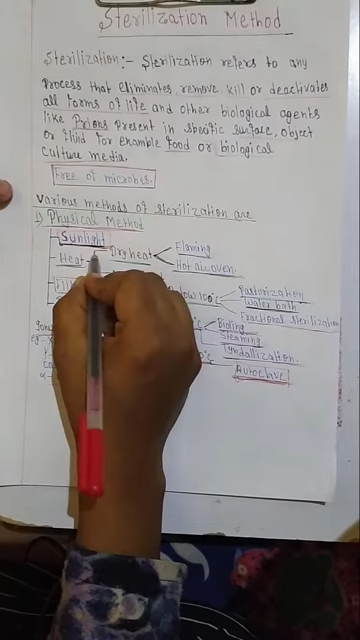 Sterilization Method
Sterilization:- Sterilization refers to any
Process that eliminates, remove, kill or deactivates
all forms of life and other biological agents
like Prions Present in specific surface, object
or fluid for example food or biological
culture media.
Free of microbes.
Various methods of sterilization are
1) Physical Method
Sunlight
Heat Dry heat Flaming
Hot air oven.
Fil Below 100°C Pasturization
Water bath
Fractional sterilization
Boiling
Steaming
Indallization.
Autoclave